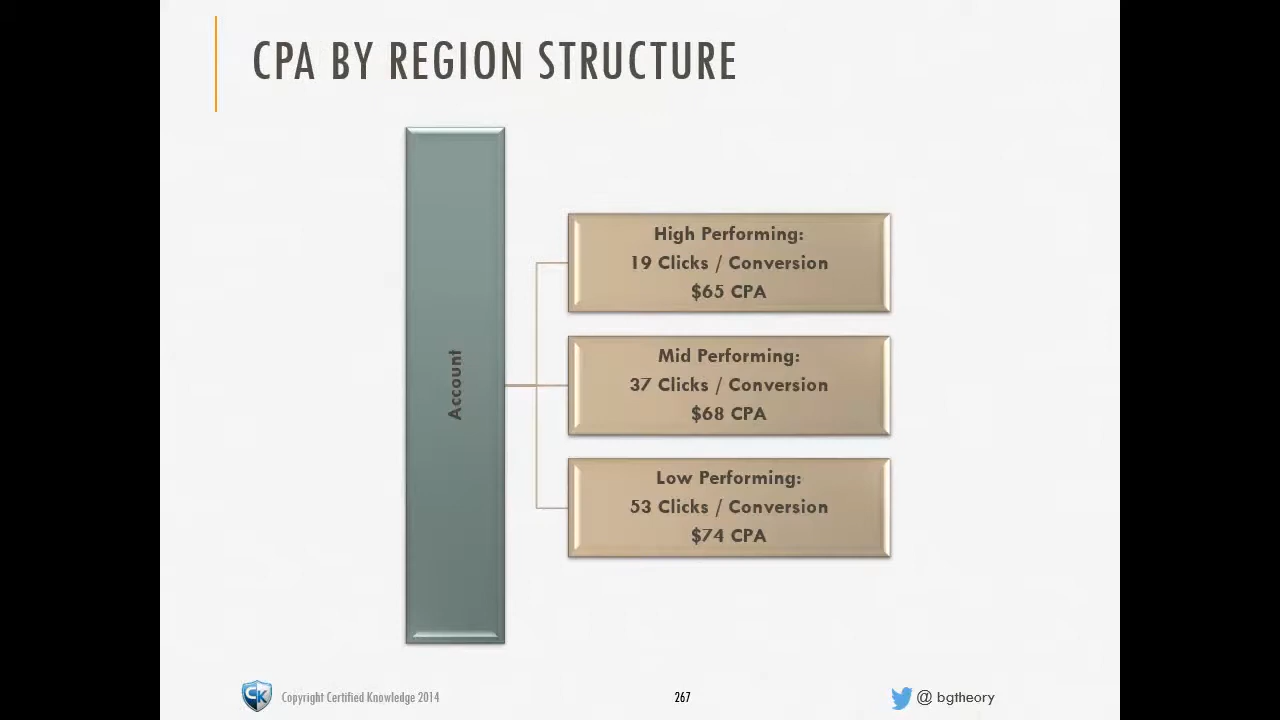 CPA BY REGION STRUCTURE
Account
High Performing:
19 Clicks / Conversion
$65 CPA
Mid Performing:
37 Clicks / Conversion
$68 CPA
Low Performing:
53 Clicks / Conversion
$74 CPA
CK Copyright Certified Knowledge 2014
267
@ bgtheory